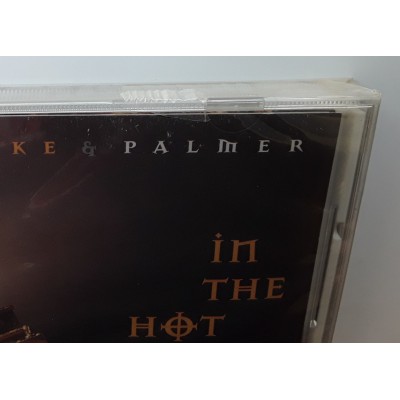 KE & PALMER
in
THE
HOT